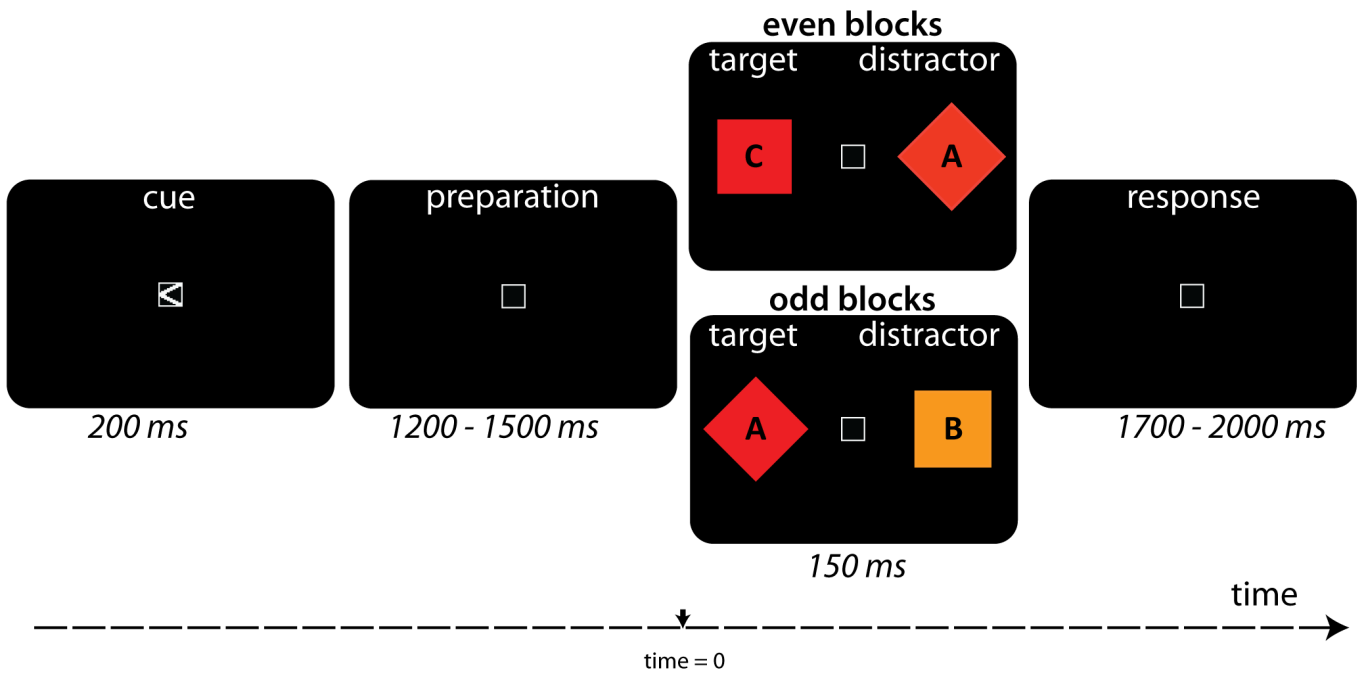 cue
<
200 ms
preparation
1200 - 1500 ms
even blocks
target distractor
C A
odd blocks
target distractor
A B
150 ms
response
1700 - 2000 ms
time
time = 0